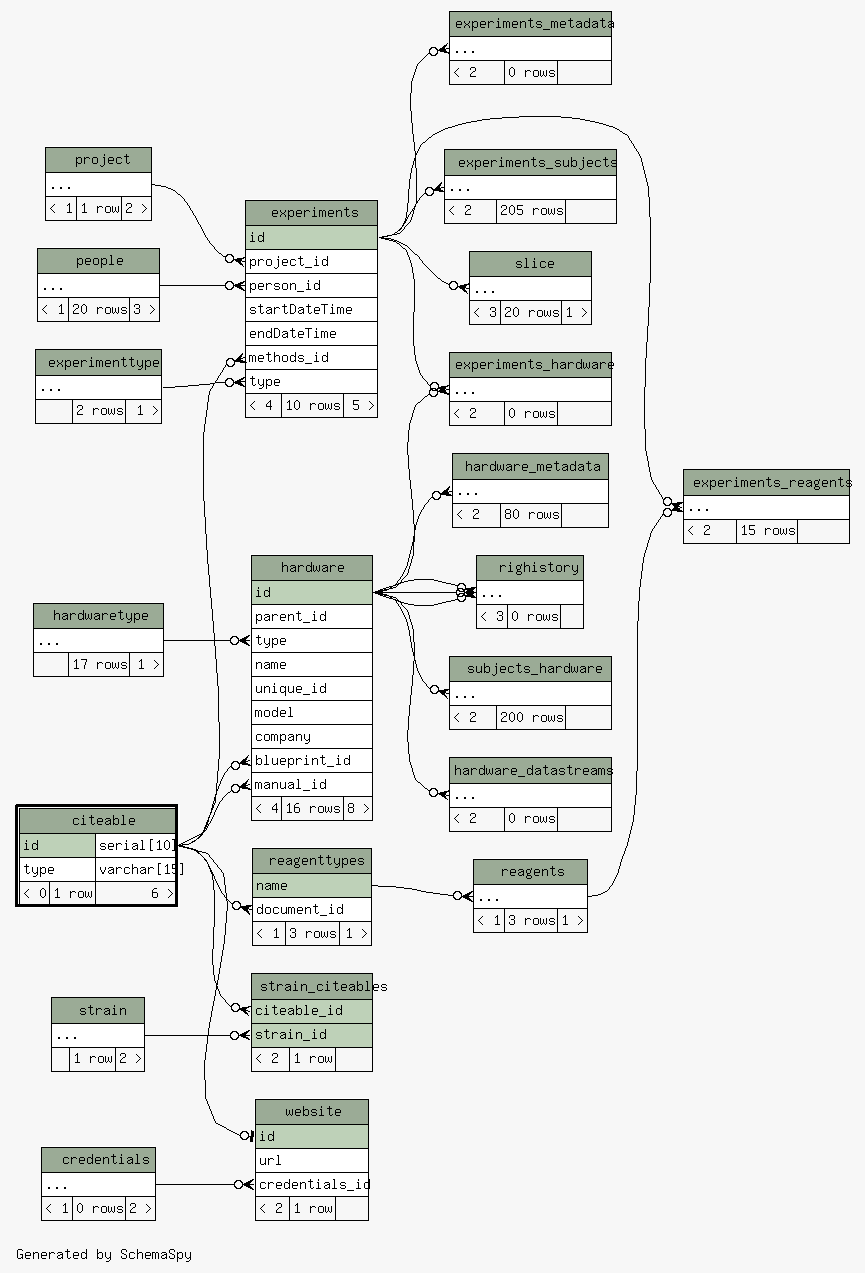 experiments_metadata
...
< 2 0 rows
project
...
< 1 1 row 2 >
experiments_subjects
...
< 2 205 rows
people
...
< 1 20 rows 3 >
experiments
id
project_id
person_id
startDateTime
endDateTime
methods_id
type
< 4 10 rows 5 >
slice
...
< 3 20 rows 1 >
experimenttype
...
2 rows 1 >
experiments_hardware
...
< 2 0 rows
hardware_metadata
...
< 2 80 rows
experiments_reagents
...
< 2 15 rows
hardware
id
parent_id
type
name
unique_id
model
company
blueprint_id
manual_id
< 4 16 rows 8 >
righistory
...
< 3 0 rows
hardwaretype
...
17 rows 1 >
subjects_hardware
...
< 2 200 rows
hardware_datastreams
...
< 2 0 rows
citeable
id serial[10]
type varchar[15]
< 0 1 row 6 >
reagenttypes
name
document_id
< 1 3 rows 1 >
reagents
...
< 1 3 rows 1 >
strain
...
1 row 2 >
strain_citeables
citeable_id
strain_id
< 2 1 row
website
id
url
credentials_id
< 2 1 row
credentials
...
< 1 0 rows 2 >
Generated by SchemaSpy